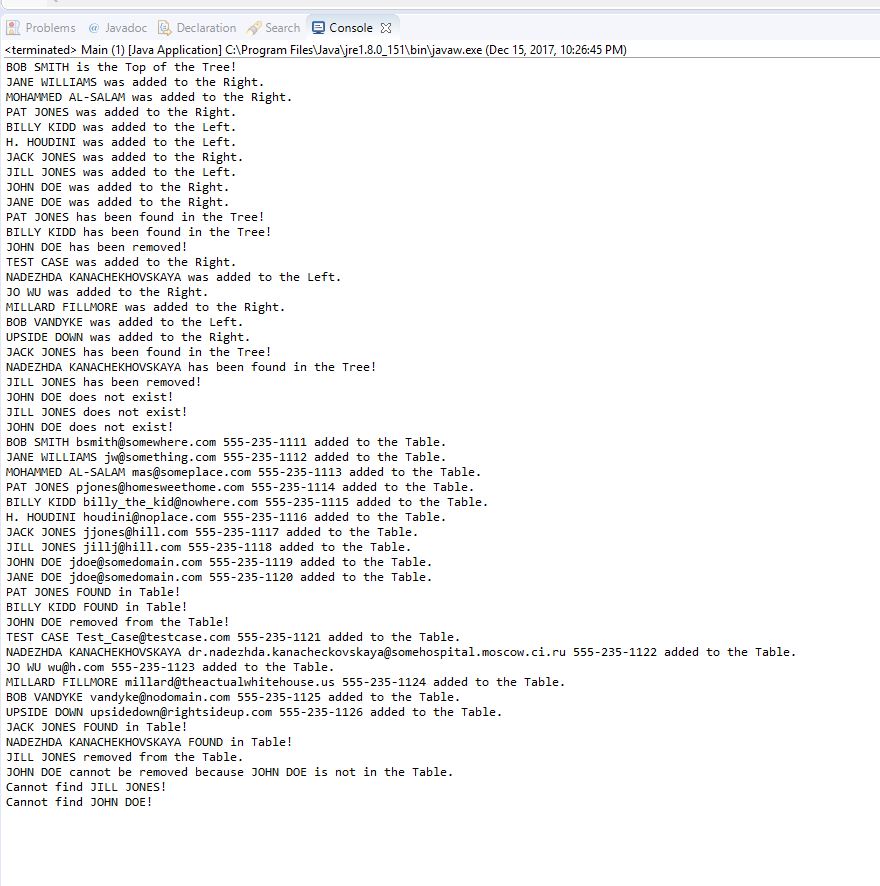 Problems @ Javadoc Declaration Search Console
<terminated> Main (1) [Java Application] C:\Program Files\Java\jre1.8.0_151\bin\javaw.exe (Dec 15, 2017, 10:26:45 PM)
BOB SMITH is the Top of the Tree!
JANE WILLIAMS was added to the Right.
MOHAMMED AL-SALAM was added to the Right.
PAT JONES was added to the Right.
BILLY KIDD was added to the Left.
H. HOUDINI was added to the Left.
JACK JONES was added to the Right.
JILL JONES was added to the Left.
JOHN DOE was added to the Right.
JANE DOE was added to the Right.
PAT JONES has been found in the Tree!
BILLY KIDD has been found in the Tree!
JOHN DOE has been removed!
TEST CASE was added to the Right.
NADEZHDA KANACHEKHOVSKAYA was added to the Left.
JO WU was added to the Right.
MILLARD FILLMORE was added to the Right.
BOB VANDYKE was added to the Left.
UPSIDE DOWN was added to the Right.
JACK JONES has been found in the Tree!
NADEZHDA KANACHEKHOVSKAYA has been found in the Tree!
JILL JONES has been removed!
JOHN DOE does not exist!
JILL JONES does not exist!
JOHN DOE does not exist!
BOB SMITH bsmith@somewhere.com 555-235-1111 added to the Table.
JANE WILLIAMS jw@something.com 555-235-1112 added to the Table.
MOHAMMED AL-SALAM mas@someplace.com 555-235-1113 added to the Table.
PAT JONES pjones@homesweethome.com 555-235-1114 added to the Table.
BILLY KIDD billy_the_kid@nowhere.com 555-235-1115 added to the Table.
H. HOUDINI houdini@noplace.com 555-235-1116 added to the Table.
JACK JONES jjones@hill.com 555-235-1117 added to the Table.
JILL JONES jillj@hill.com 555-235-1118 added to the Table.
JOHN DOE jdoe@somedomain.com 555-235-1119 added to the Table.
JANE DOE jdoe@somedomain.com 555-235-1120 added to the Table.
PAT JONES FOUND in Table!
BILLY KIDD FOUND in Table!
JOHN DOE removed from the Table!
TEST CASE Test_Case@testcase.com 555-235-1121 added to the Table.
NADEZHDA KANACHEKHOVSKAYA dr.nadezhda.kanacheckovskaya@somehospital.moscow.ci.ru 555-235-1122 added to the Table.
JO WU wu@h.com 555-235-1123 added to the Table.
MILLARD FILLMORE millard@theactualwhitehouse.us 555-235-1124 added to the Table.
BOB VANDYKE vandyke@nodomain.com 555-235-1125 added to the Table.
UPSIDE DOWN upsidedown@rightsideup.com 555-235-1126 added to the Table.
JACK JONES FOUND in Table!
NADEZHDA KANACHEKHOVSKAYA FOUND in Table!
JILL JONES removed from the Table.
JOHN DOE cannot be removed because JOHN DOE is not in the Table.
Cannot find JILL JONES!
Cannot find JOHN DOE!